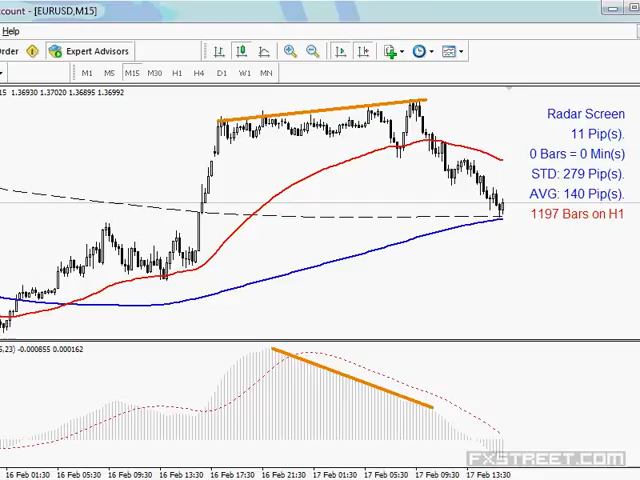 count - [EURUSD,M15]
Help
Order
Expert Advisors
M1 M5 M15 M30 H1 H4 D1 W1 MN
15 1.36930 1.37020 1.36895 1.36992
Radar Screen
11 Pip(s).
0 Bars = 0 Min(s)
STD: 279 Pip(s).
AVG: 140 Pip(s).
1197 Bars on H1
5,23) -0.000855 0.000162
FXSTREET.COM
16 Feb 01:30 16 Feb 05:30 16 Feb 09:30 16 Feb 13:30 16 Feb 17:30 16 Feb 21:30 17 Feb 01:30 17 Feb 05:30 17 Feb 09:30 17 Feb 13:30